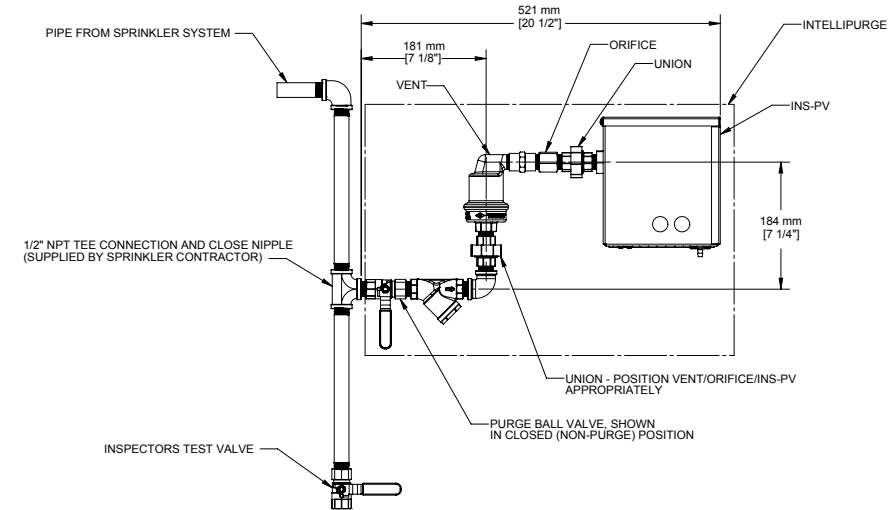 521 mm
[20 1/2"]
INTELLIPURGE
PIPE FROM SPRINKLER SYSTEM
181 mm
[7 1/8"]
ORIFICE
UNION
VENT
INS-PV
184 mm
[7 1/4"]
1/2" NPT TEE CONNECTION AND CLOSE NIPPLE
(SUPPLIED BY SPRINKLER CONTRACTOR)
UNION - POSITION VENT/ORIFICE/INS-PV
APPROPRIATELY
PURGE BALL VALVE, SHOWN
IN CLOSED (NON-PURGE) POSITION
INSPECTORS TEST VALVE